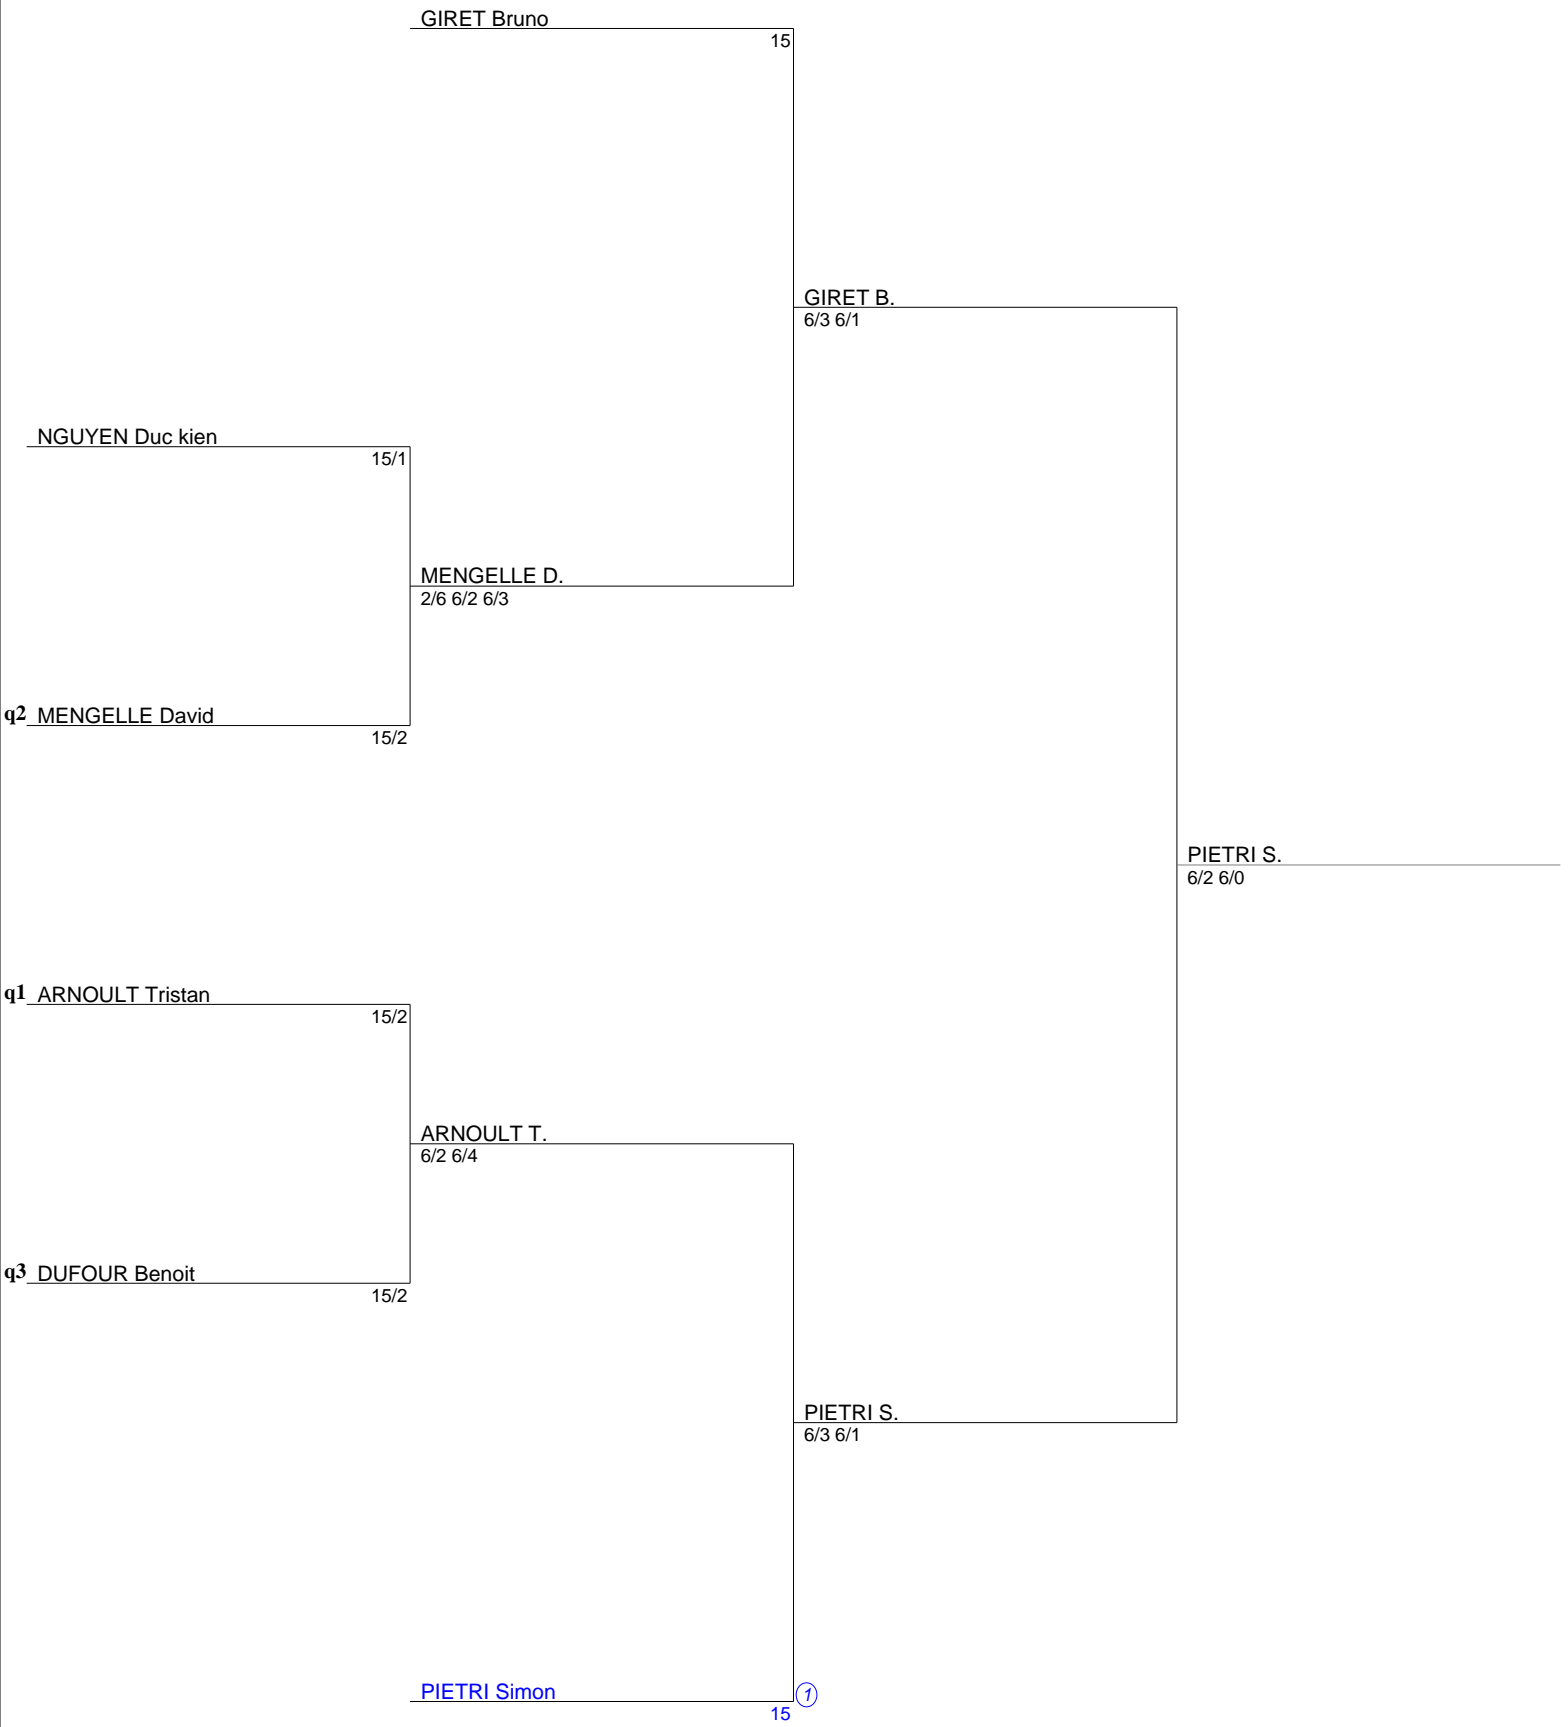 GIRET Bruno
15
GIRET B.
6/3 6/1
NGUYEN Duc kien
15/1
MENGELLE D.
2/6 6/2 6/3
q2 MENGELLE David
15/2
PIETRI S.
6/2 6/0
q1 ARNOULT Tristan
15/2
ARNOULT T.
6/2 6/4
q3 DUFOUR Benoit
15/2
PIETRI S.
6/3 6/1
PIETRI Simon 1
15